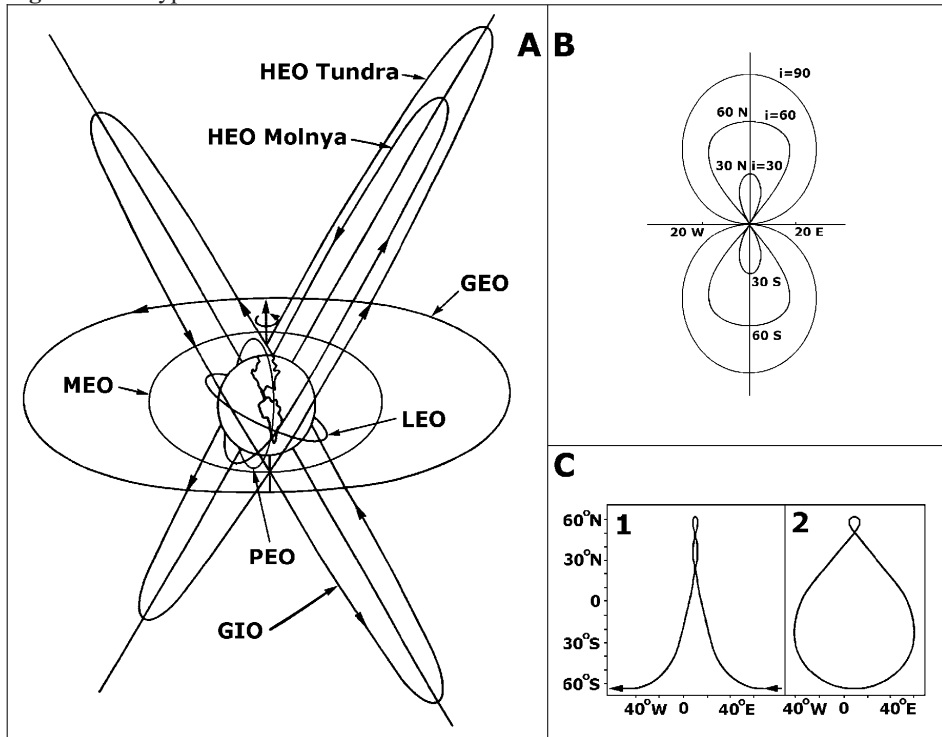 A
HEO Tundra
HEO Molnya
GEO
MEO
LEO
PEO
GIO
B
i=90
60 N i=60
30 N i=30
20 W 20 E
30 S
60 S
C
1 2
60°N
30°N
0
30°S
60°S
40°W 0 40°E 40°W 0 40°E